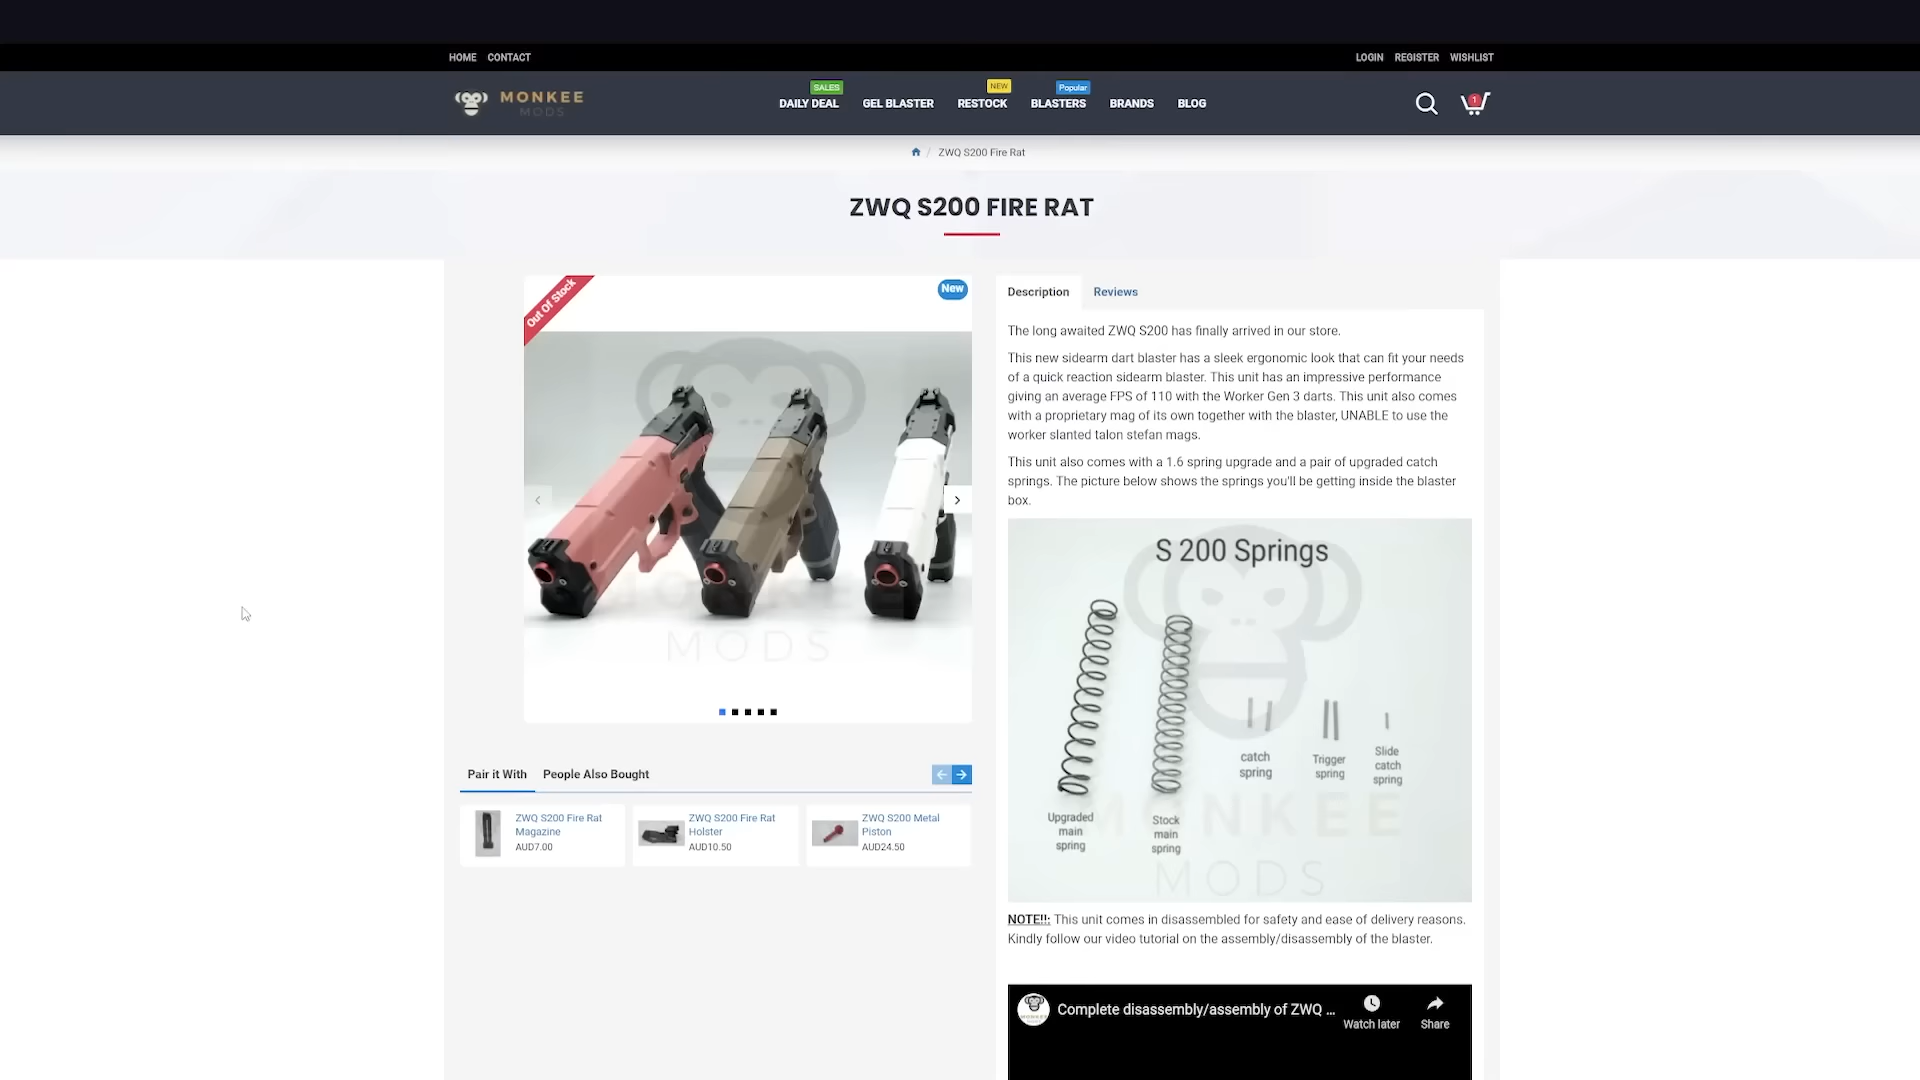 HOME CONTACT
LOGIN REGISTER WISHLIST
MONKEE
MODS
SALES
NEW
Popular
DAILY DEAL GEL BLASTER RESTOCK BLASTERS BRANDS BLOG
1
/ ZWQ S200 Fire Rat
ZWQ S200 FIRE RAT
Out Of Stock
New
MODS
Pair it With People Also Bought
ZWQ S200 Fire Rat
Magazine
AUD7.00
ZWQ S200 Fire Rat
Holster
AUD10.50
ZWQ S200 Metal
Piston
AUD24.50
Description Reviews
The long awaited ZWQ S200 has finally arrived in our store.
This new sidearm dart blaster has a sleek ergonomic look that can fit your needs
of a quick reaction sidearm blaster. This unit has an impressive performance
giving an average FPS of 110 with the Worker Gen 3 darts. This unit also comes
with a proprietary mag of its own together with the blaster, UNABLE to use the
worker slanted talon stefan mags.
This unit also comes with a 1.6 spring upgrade and a pair of upgraded catch
springs. The picture below shows the springs you'll be getting inside the blaster
box.
S 200 Springs
catch
spring
Trigger
spring
Slide
catch
spring
Upgraded
main
spring
Stock
main
spring
MONKEE
MODS
NOTE!!: This unit comes in disassembled for safety and ease of delivery reasons.
Kindly follow our video tutorial on the assembly/disassembly of the blaster.
Complete disassembly/assembly of ZWQ ...
Watch later
Share